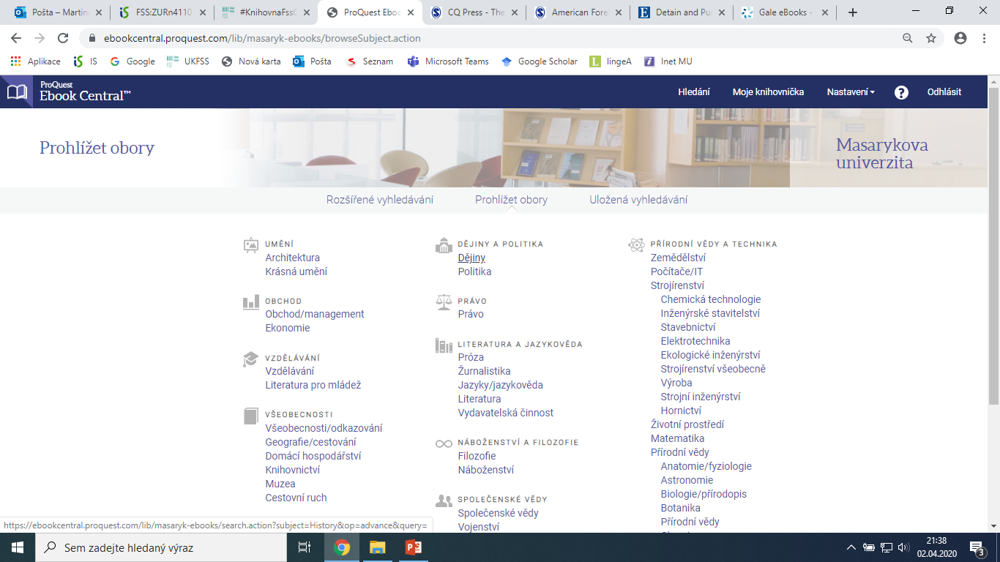 Pošta – Martin
FSS:ZURn4110
#KnihovnaFssO
ProQuest Eboo
CQ Press - The
American Fore
Detain and Pu
Gale eBooks -
ebookcentral.proquest.com/lib/masaryk-ebooks/browseSubject.action
Aplikace
IS
Google
UKFSS
Nová karta
Pošta
Seznam
Microsoft Teams
Google Scholar
lingeA
Inet MU
ProQuest
Ebook Central™
Hledání
Moje knihovnička
Nastavení
?
Odhlásit
Prohlížet obory
Masarykova
univerzita
Rozšířené vyhledávání
Prohlížet obory
Uložená vyhledávání
UMĚNÍ
Architektura
Krásná umění
OBCHOD
Obchod/management
Ekonomie
VZDĚLÁVÁNÍ
Vzdělávání
Literatura pro mládež
VŠEOBECNOSTI
Všeobecnosti/odkazování
Geografie/cestování
Domácí hospodářství
Knihovnictví
Muzea
Cestovní ruch
DĚJINY A POLITIKA
Dějiny
Politika
PRÁVO
Právo
LITERATURA A JAZYKOVĚDA
Próza
Žurnalistika
Jazyky/jazykověda
Literatura
Vydavatelská činnost
NÁBOŽENSTVÍ A FILOZOFIE
Filozofie
Náboženství
SPOLEČENSKÉ VĚDY
Společenské vědy
Vojenství
PŘÍRODNÍ VĚDY A TECHNIKA
Zemědělství
Počítače/IT
Strojírenství
Chemická technologie
Inženýrské stavitelství
Stavebnictví
Elektrotechnika
Ekologické inženýrství
Strojírenství všeobecně
Výroba
Strojní inženýrství
Hornictví
Životní prostředí
Matematika
Přírodní vědy
Anatomie/fyziologie
Astronomie
Biologie/přírodopis
Botanika
Přírodní vědy
https://ebookcentral.proquest.com/lib/masaryk-ebooks/search.action?subject=History&op=advance&query=
Sem zadejte hledaný výraz
21:38
02.04.2020
3